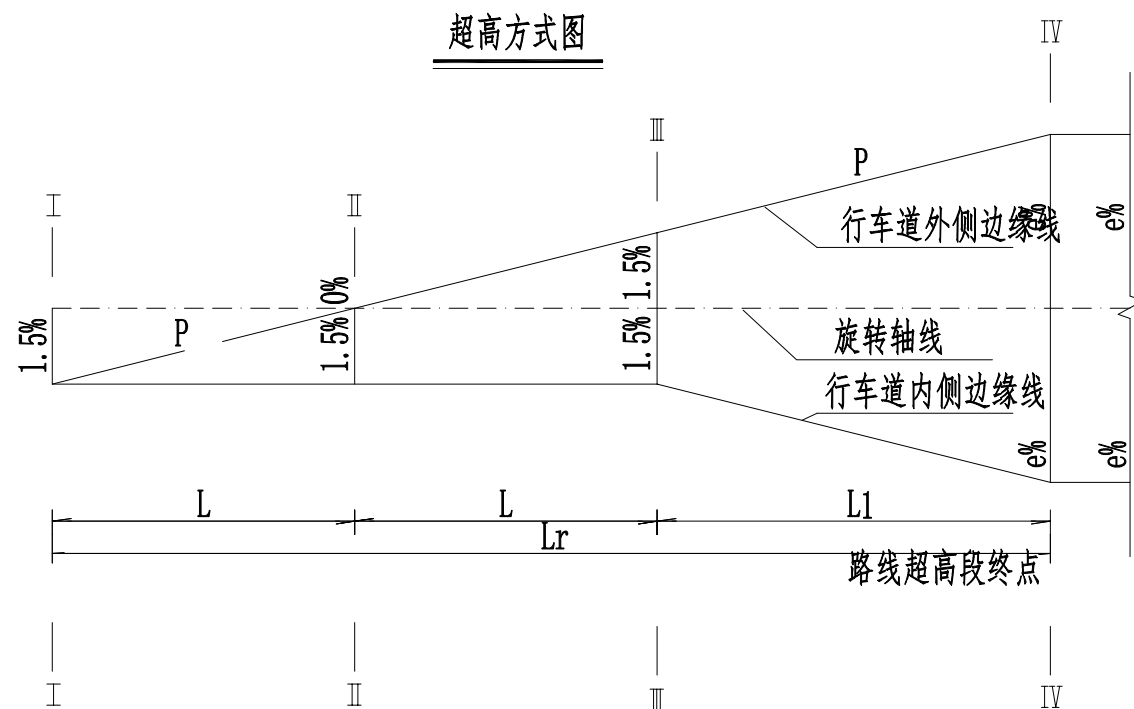 超高方式图
Ⅳ
Ⅲ
P
Ⅰ
Ⅱ
行车道外侧边缘线
e%
e%
0%
1.5%
1.5%
P
1.5%
1.5%
旋转轴线
行车道内侧边缘线
e%
e%
L
L
L1
Lr
路线超高段终点
Ⅰ
Ⅱ
Ⅲ
Ⅳ